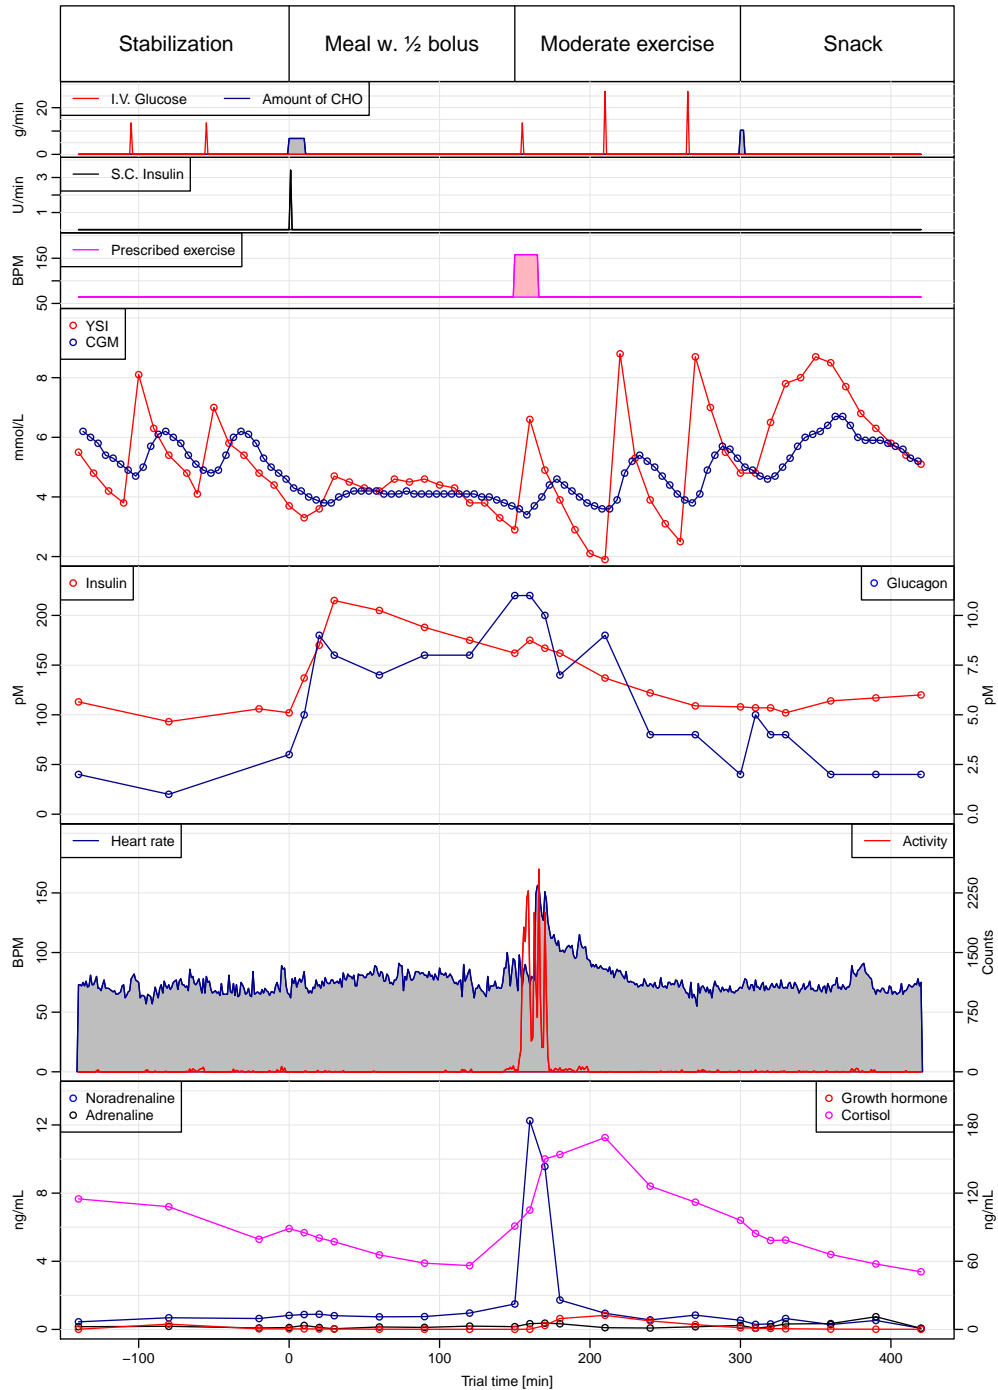 Stabilization Meal w. ½ bolus Moderate exercise Snack
I.V. Glucose Amount of CHO
g/min
0 20
S.C. Insulin
U/min
1 3
Prescribed exercise
BPM
50 150
YSI
CGM
mmol/L
2 4 6 8
Insulin Glucagon
pM
0 50 100 150 200
pM
0.0 2.5 5.0 7.5 10.0
Heart rate Activity
BPM
0 50 100 150
Counts
0 750 1500 2250
Noradrenaline Growth hormone
Adrenaline Cortisol
ng/mL
0 4 8 12
ng/mL
0 60 120 180
−100 0 100 200 300 400
Trial time [min]